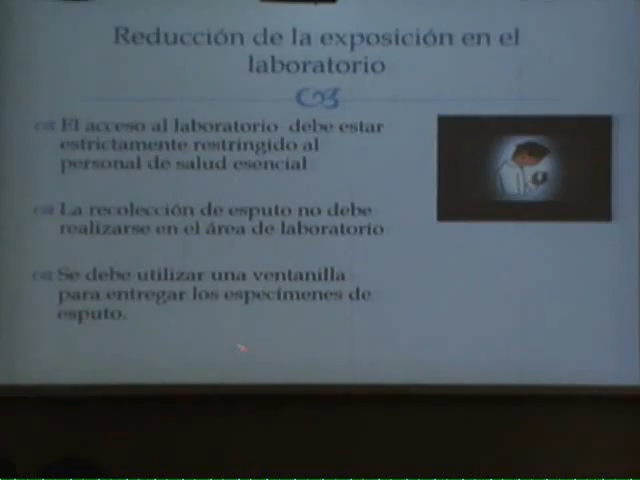 Reducción de la exposición en el
laboratorio
El acceso al laboratorio debe estar
estrictamente restringido al
personal de salud esencial
La recolección de esputo no debe
realizarse en el área de laboratorio
Se debe utilizar una ventanilla
para entregar los especímenes de
esputo.